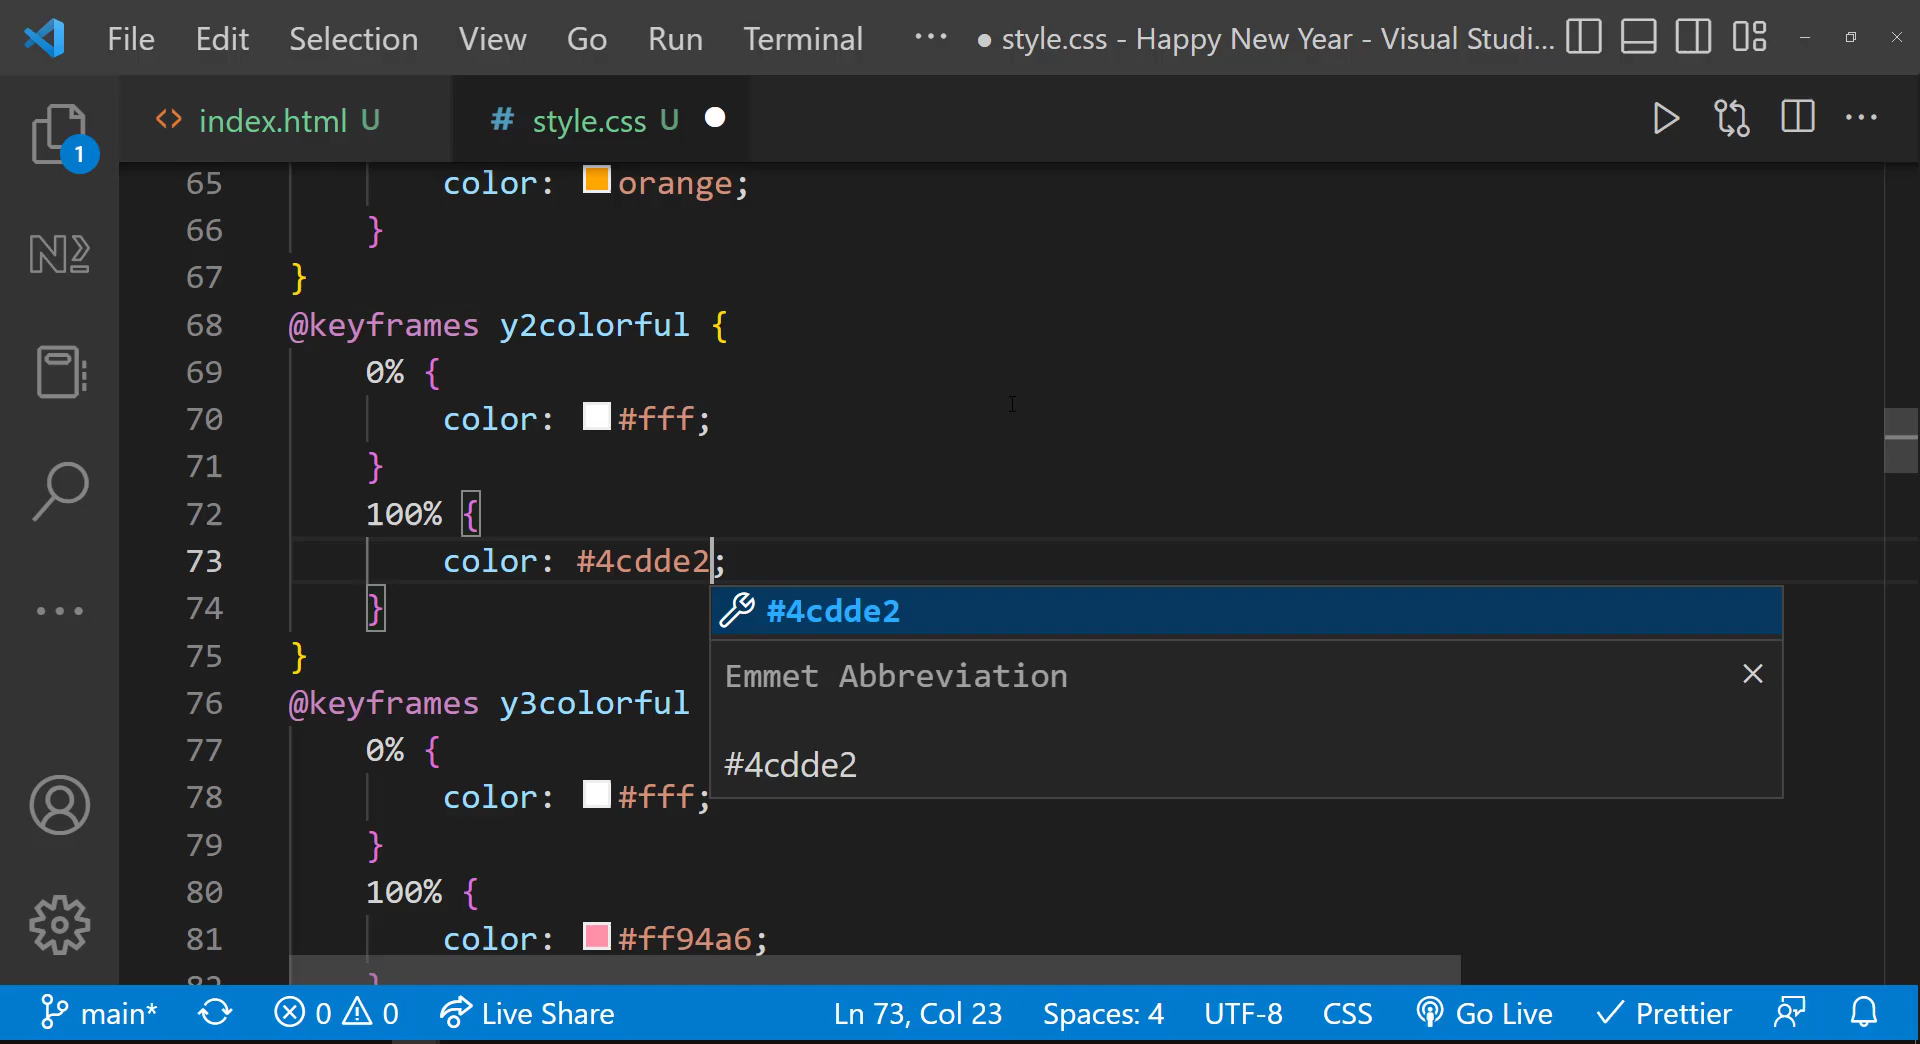 File Edit Selection View Go Run Terminal ··· ● style.css - Happy New Year - Visual Studi...
<> index.html U # style.css U ●
1
65 color: orange;
66 }
67 }
68 @keyframes y2colorful {
69 0% {
70 color: #fff;
71 }
72 100% {
73 color: #4cdde2;
74 }
#4cdde2
75 }
Emmet Abbreviation
76 @keyframes y3colorful
77 0% {
#4cdde2
78 color: #fff;
79 }
80 100% {
81 color: #ff94a6;
82 }
main* 0 0 Live Share Ln 73, Col 23 Spaces: 4 UTF-8 CSS Go Live Prettier